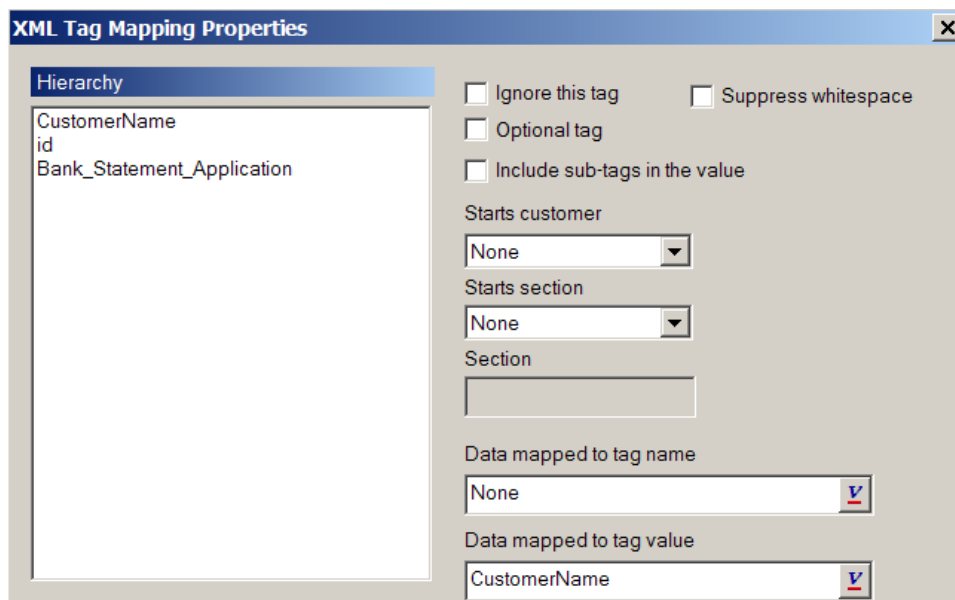 XML Tag Mapping Properties
Hierarchy
CustomerName
id
Bank_Statement_Application
Ignore this tag
Suppress whitespace
Optional tag
Include sub-tags in the value
Starts customer
None
Starts section
None
Section
Data mapped to tag name
None
V
Data mapped to tag value
CustomerName
V